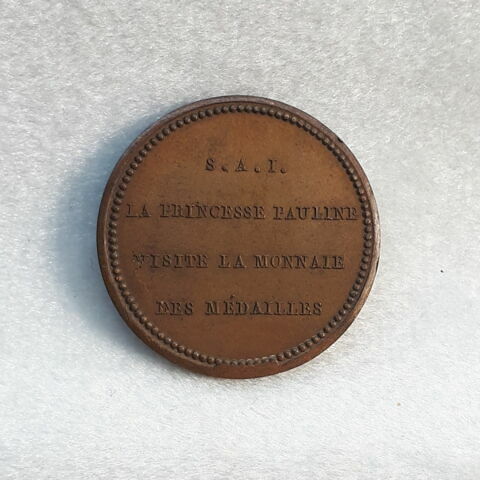 S.A.I.
LA PRINCESSE PAULINE
VISITE LA MONNAIE
DES MÉDAILLES